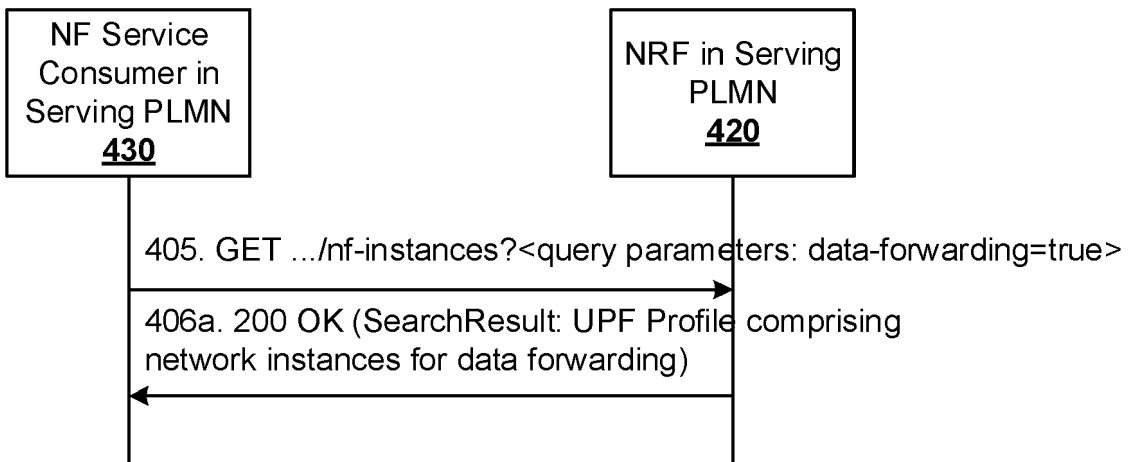 NF Service
Consumer in
Serving PLMN
430
NRF in Serving
PLMN
420
405. GET .../nf-instances?<query parameters: data-forwarding=true>
406a. 200 OK (SearchResult: UPF Profile comprising
network instances for data forwarding)